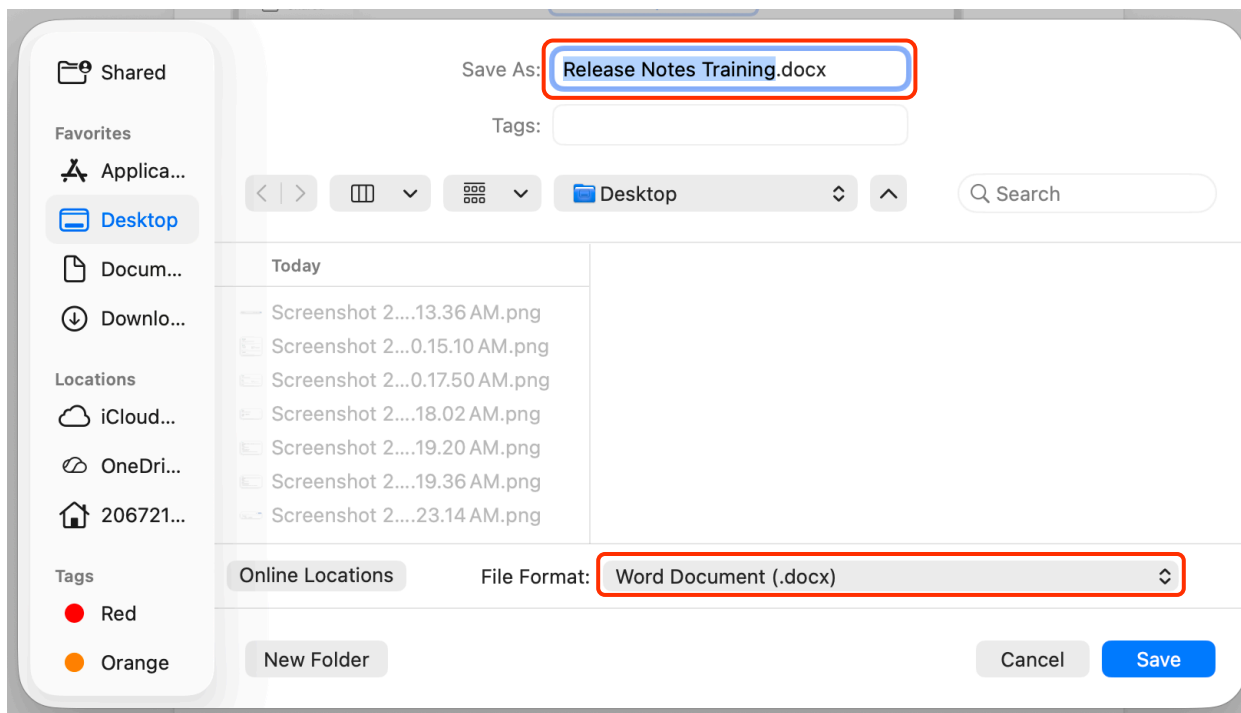 Shared
Favorites
Applica...
Desktop
Docum...
Downlo...
Locations
iCloud...
OneDri...
206721...
Tags
Red
Orange
Save As: Release Notes Training.docx
Tags:
Desktop
Search
Today
Screenshot 2....13.36 AM.png
Screenshot 2...0.15.10 AM.png
Screenshot 2...0.17.50 AM.png
Screenshot 2....18.02 AM.png
Screenshot 2....19.20 AM.png
Screenshot 2....19.36 AM.png
Screenshot 2....23.14 AM.png
Online Locations File Format: Word Document (.docx)
New Folder Cancel Save